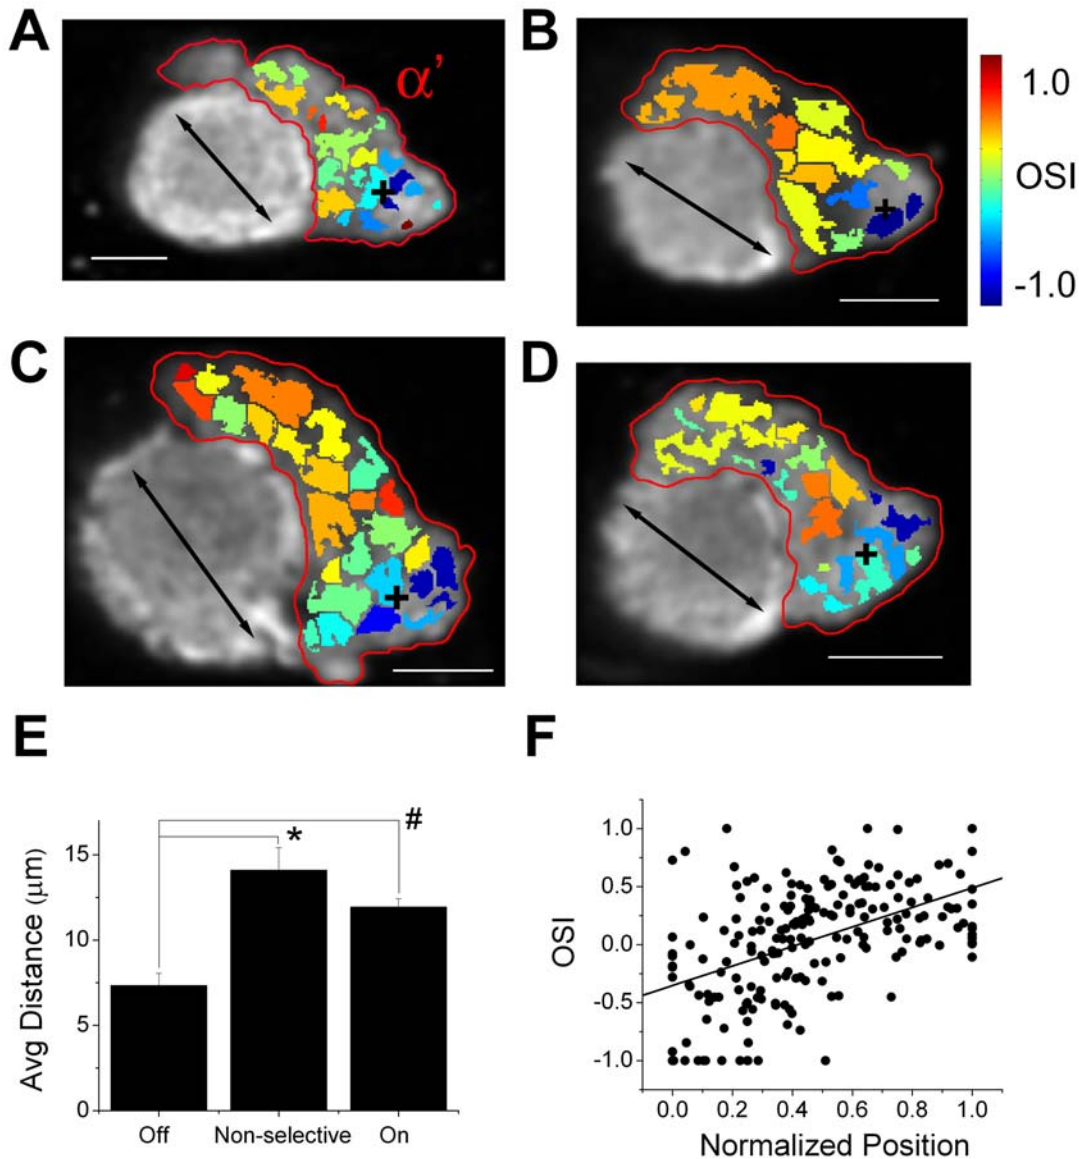 A
α'
B
1.0
OSI
-1.0
C
D
E
Avg Distance (µm)
15
10
5
0
*
#
Off Non-selective On
F
OSI
1.0
0.5
0.0
-0.5
-1.0
0.0 0.2 0.4 0.6 0.8 1.0
Normalized Position